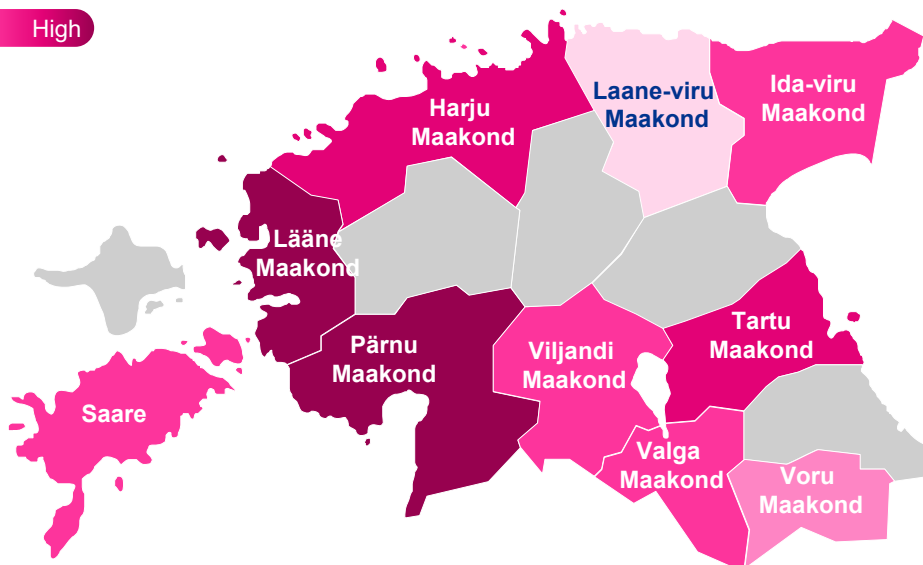 High
Harju
Maakond
Laane-viru
Maakond
Ida-viru
Maakond
Lääne
Maakond
Pärnu
Maakond
Viljandi
Maakond
Tartu
Maakond
Saare
Valga
Maakond
Voru
Maakond